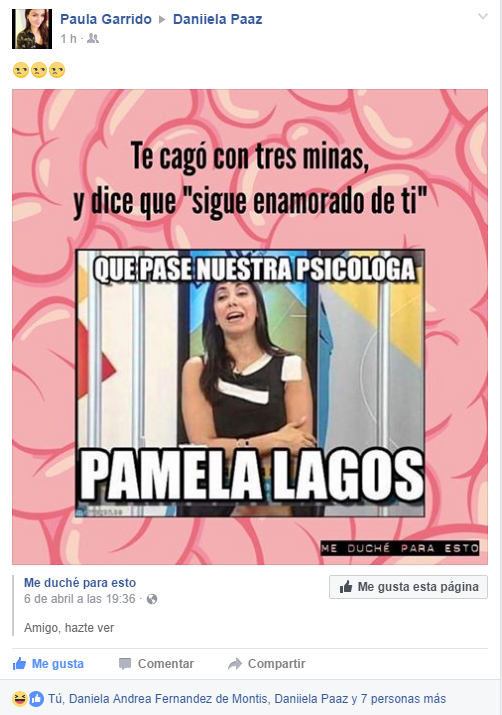 Paula Garrido ▶ Daniiela Paaz
1 h ·
😒😒😒
Te cagó con tres minas,
y dice que "sigue enamorado de ti"
QUE PASE NUESTRA PSICOLOGA
PAMELA LAGOS
ME DUCHÉ PARA ESTO
Me duché para esto
6 de abril a las 19:36 ·
Me gusta esta página
Amigo, hazte ver
Me gusta Comentar Compartir
Tú, Daniela Andrea Fernandez de Montis, Daniiela Paaz y 7 personas más